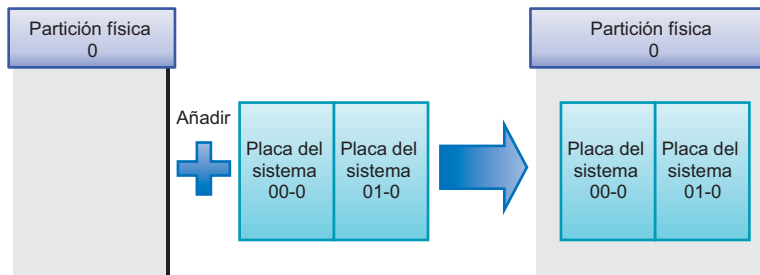 Partición física
0
Añadir
Placa del
sistema
00-0
Placa del
sistema
01-0
Partición física
0
Placa del
sistema
00-0
Placa del
sistema
01-0